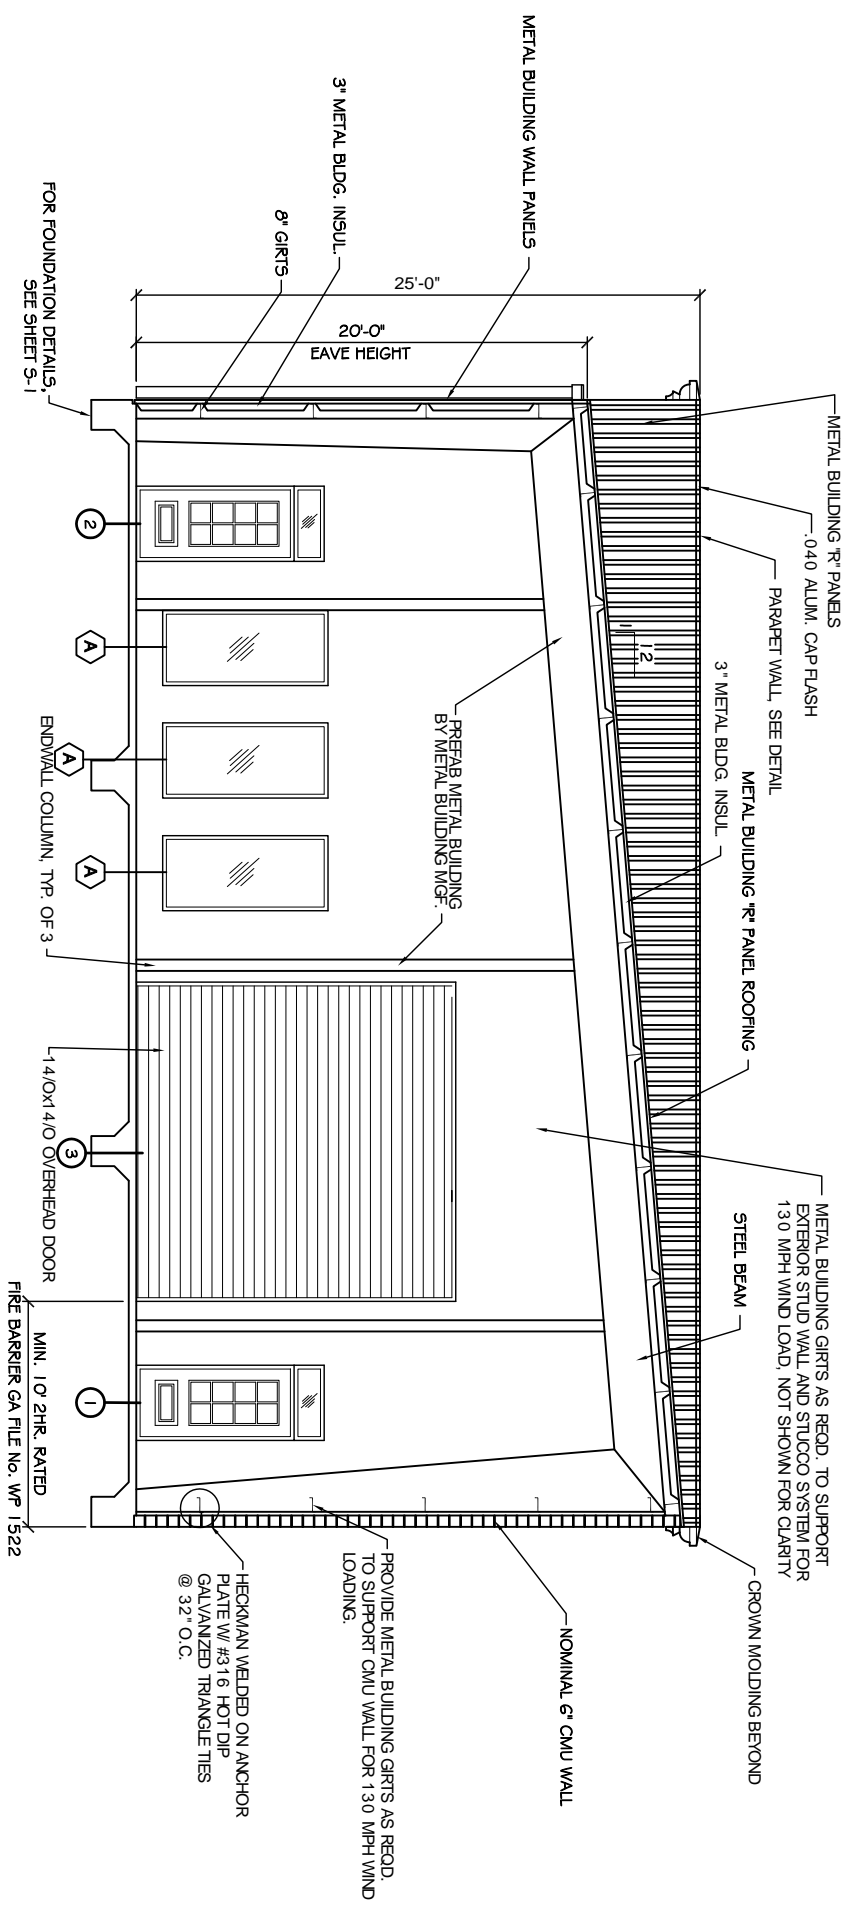 METAL BUILDING "R" PANELS
.040 ALUM. CAP FLASH
PARAPET WALL, SEE DETAIL
3" METAL BLDG. INSUL.
METAL BUILDING "R" PANEL ROOFING
METAL BUILDING GIRTS AS REQD. TO SUPPORT
EXTERIOR STUD WALL AND STUCCO SYSTEM FOR
130 MPH WIND LOAD, NOT SHOWN FOR CLARITY
STEEL BEAM
CROWN MOLDING BEYOND
METAL BUILDING WALL PANELS
3" METAL BLDG. INSUL.
8" GIRTS
25'-0"
20'-0"
EAVE HEIGHT
1
12
PREFAB METAL BUILDING
BY METAL BUILDING MGF.
NOMINAL 6" CMU WALL
PROVIDE METAL BUILDING GIRTS AS REQD.
TO SUPPORT CMU WALL FOR 130 MPH WIND
LOADING.
HECKMAN WELDED ON ANCHOR
PLATE W/ #316 HOT DIP
GALVANIZED TRIANGLE TIES
@ 32" O.C.
FOR FOUNDATION DETAILS,
SEE SHEET S-1
2
A
A
A
3
1
ENDWALL COLUMN, TYP. OF 3
14/0x14/0 OVERHEAD DOOR
MIN. 10' 2HR. RATED
FIRE BARRIER GA FILE No. WP 1522